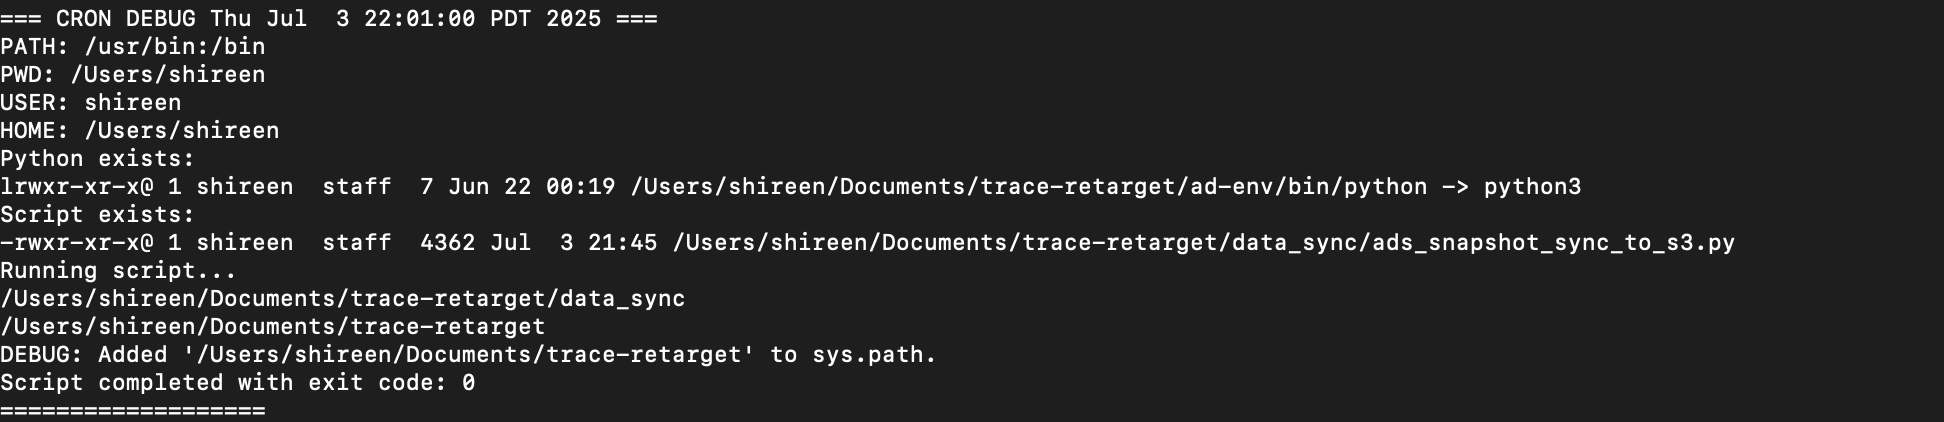 === CRON DEBUG Thu Jul  3 22:01:00 PDT 2025 ===
PATH: /usr/bin:/bin
PWD: /Users/shireen
USER: shireen
HOME: /Users/shireen
Python exists:
lrwxr-xr-x@ 1 shireen  staff  7 Jun 22 00:19 /Users/shireen/Documents/trace-retarget/ad-env/bin/python -> python3
Script exists:
-rwxr-xr-x@ 1 shireen  staff  4362 Jul  3 21:45 /Users/shireen/Documents/trace-retarget/data_sync/ads_snapshot_sync_to_s3.py
Running script...
/Users/shireen/Documents/trace-retarget/data_sync
/Users/shireen/Documents/trace-retarget
DEBUG: Added '/Users/shireen/Documents/trace-retarget' to sys.path.
Script completed with exit code: 0
===================